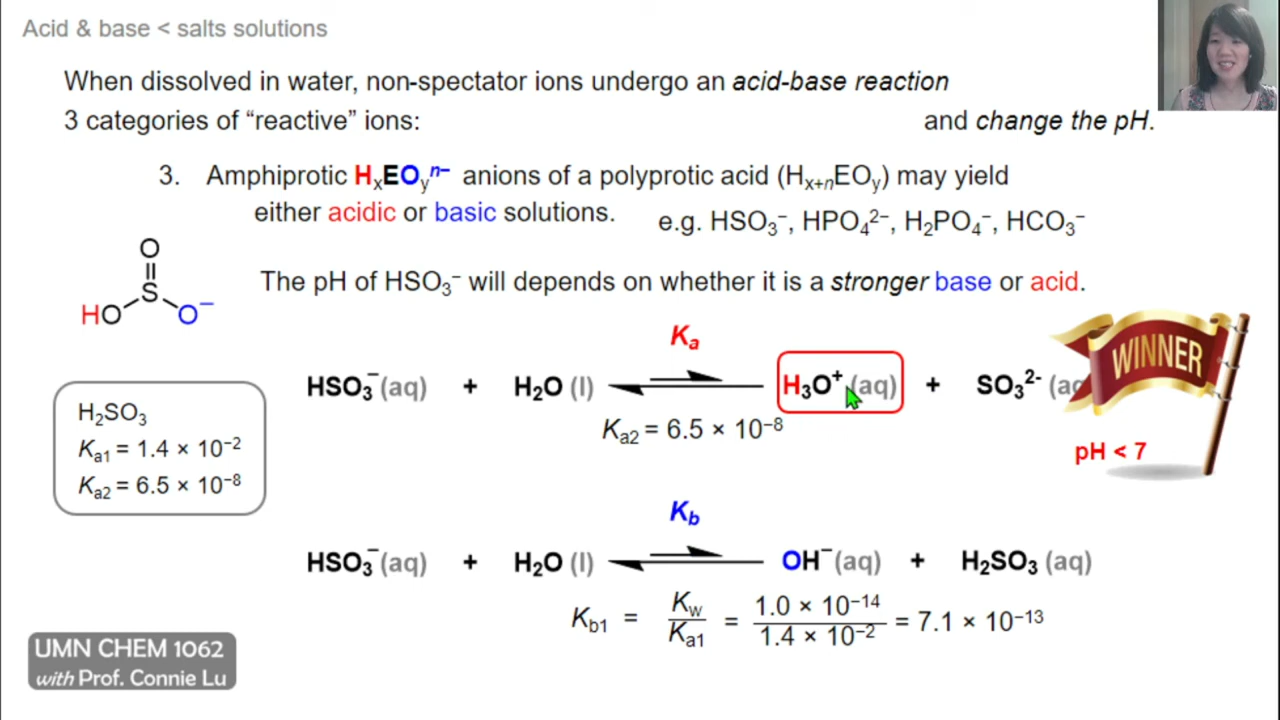 Acid & base < salts solutions
When dissolved in water, non-spectator ions undergo an acid-base reaction
3 categories of “reactive” ions: and change the pH.
3. Amphiprotic HₓEOᵧⁿ⁻ anions of a polyprotic acid (Hₓ₊ₙEOᵧ) may yield
either acidic or basic solutions. e.g. HSO₃⁻, HPO₄²⁻, H₂PO₄⁻, HCO₃⁻
O
S
HO O⁻
The pH of HSO₃⁻ will depends on whether it is a stronger base or acid.
Kₐ
WINNER
HSO₃⁻(aq) + H₂O (l) H₃O⁺(aq) + SO₃²⁻
Kₐ₂ = 6.5 × 10⁻⁸
pH < 7
H₂SO₃
Kₐ₁ = 1.4 × 10⁻²
Kₐ₂ = 6.5 × 10⁻⁸
K_b
HSO₃⁻(aq) + H₂O (l) OH⁻(aq) + H₂SO₃ (aq)
K_b1 = K_w / Kₐ₁ = 1.0 × 10⁻¹⁴ / 1.4 × 10⁻² = 7.1 × 10⁻¹³
UMN CHEM 1062
with Prof. Connie Lu